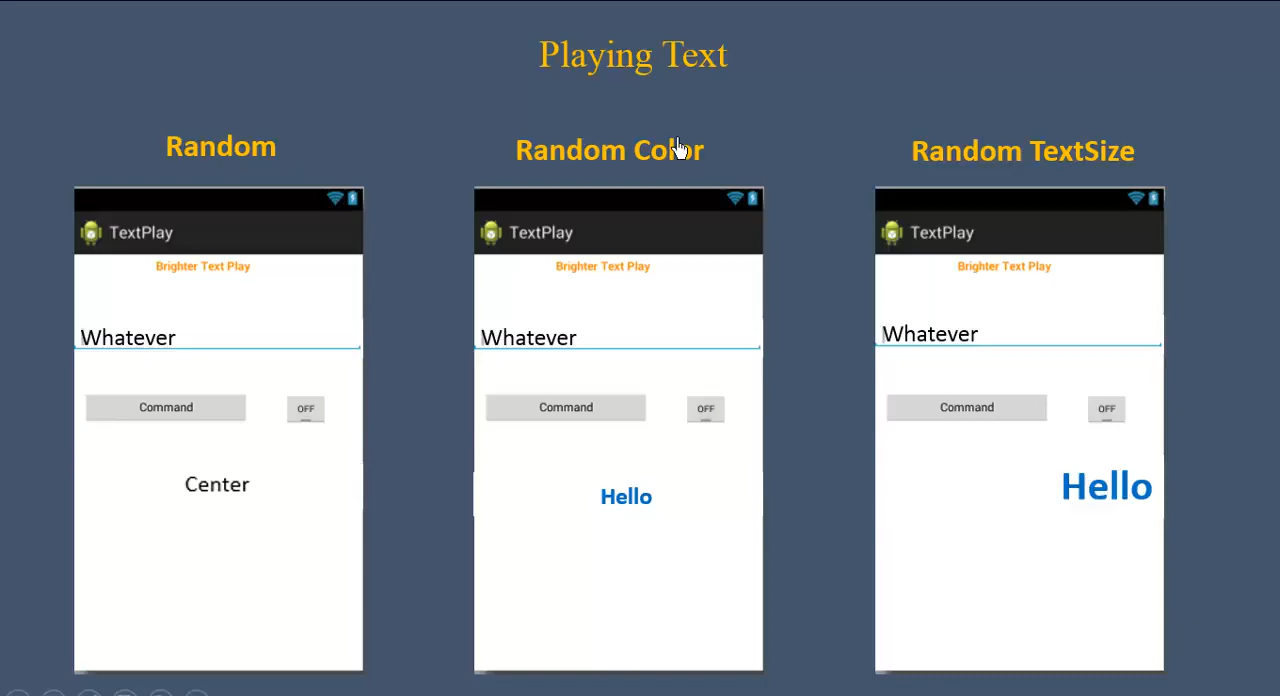 Playing Text
Random
TextPlay
Brighter Text Play
Whatever
Command
OFF
Center
Random Color
TextPlay
Brighter Text Play
Whatever
Command
OFF
Hello
Random TextSize
TextPlay
Brighter Text Play
Whatever
Command
OFF
Hello